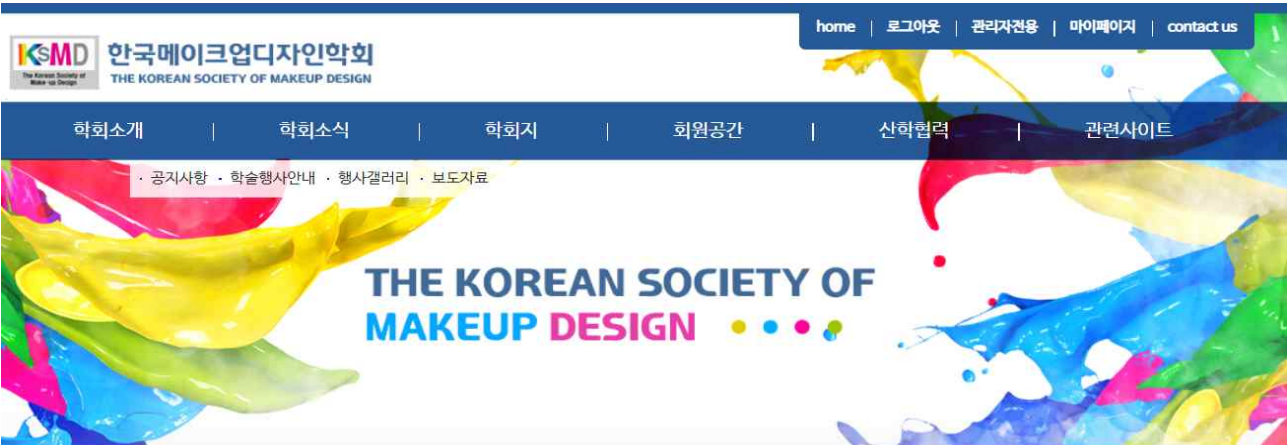 home | 로그아웃 | 관리자전용 | 마이페이지 | contact us
KSMD
The Korean Society of
Make-up Design
한국메이크업디자인학회
THE KOREAN SOCIETY OF MAKEUP DESIGN
학회소개 | 학회소식 | 학회지 | 회원공간 | 산학협력 | 관련사이트
· 공지사항 · 학술행사안내 · 행사갤러리 · 보도자료
THE KOREAN SOCIETY OF
MAKEUP DESIGN